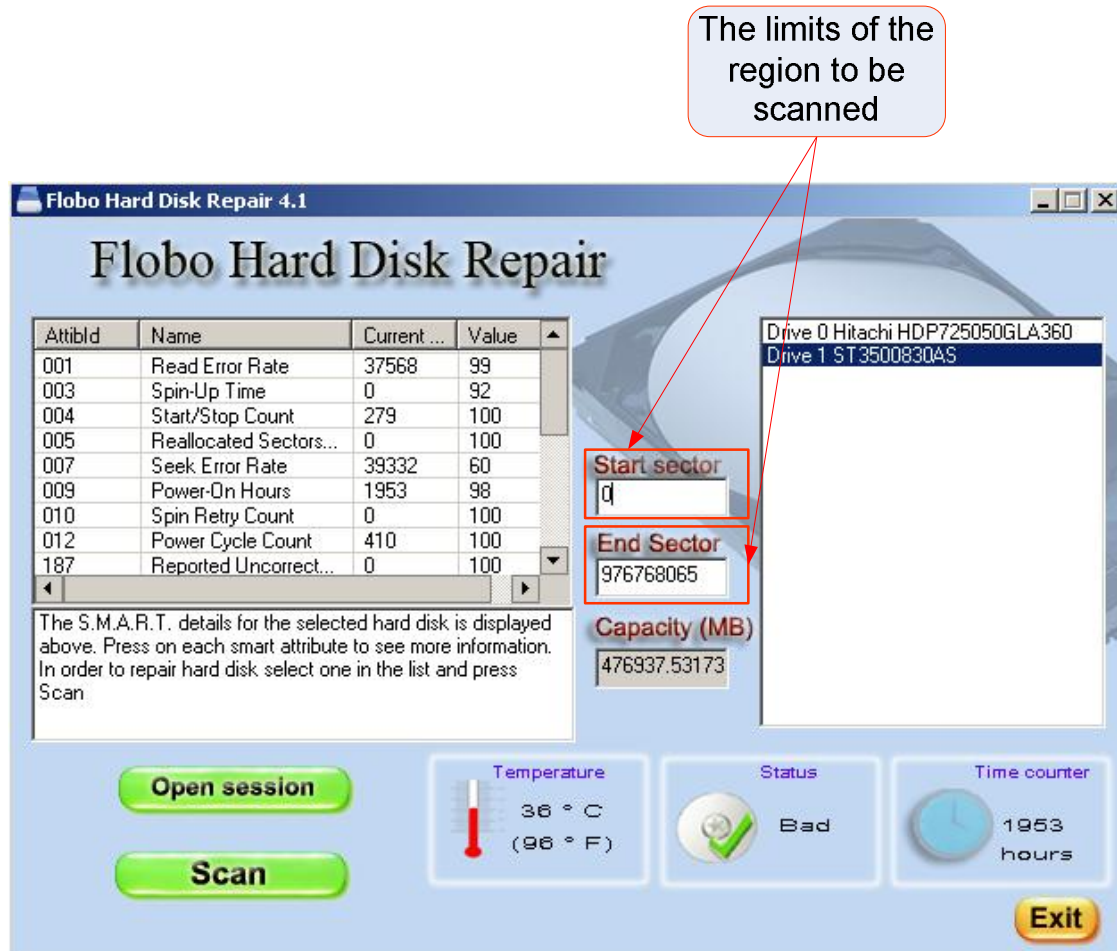 The limits of the
region to be
scanned
Flobo Hard Disk Repair 4.1
Flobo Hard Disk Repair
AttibId Name Current ... Value
001 Read Error Rate 37568 99
003 Spin-Up Time 0 92
004 Start/Stop Count 279 100
005 Reallocated Sectors... 0 100
007 Seek Error Rate 39332 60
009 Power-On Hours 1953 98
010 Spin Retry Count 0 100
012 Power Cycle Count 410 100
187 Reported Uncorrect... 0 100
The S.M.A.R.T. details for the selected hard disk is displayed
above. Press on each smart attribute to see more information.
In order to repair hard disk select one in the list and press
Scan
Start sector
0
End Sector
976768065
Capacity (MB)
476937.53173
Drive 0 Hitachi HDP725050GLA360
Drive 1 ST3500830AS
Open session
Scan
Temperature
36 ° C
(96 ° F)
Status
Bad
Time counter
1953
hours
Exit